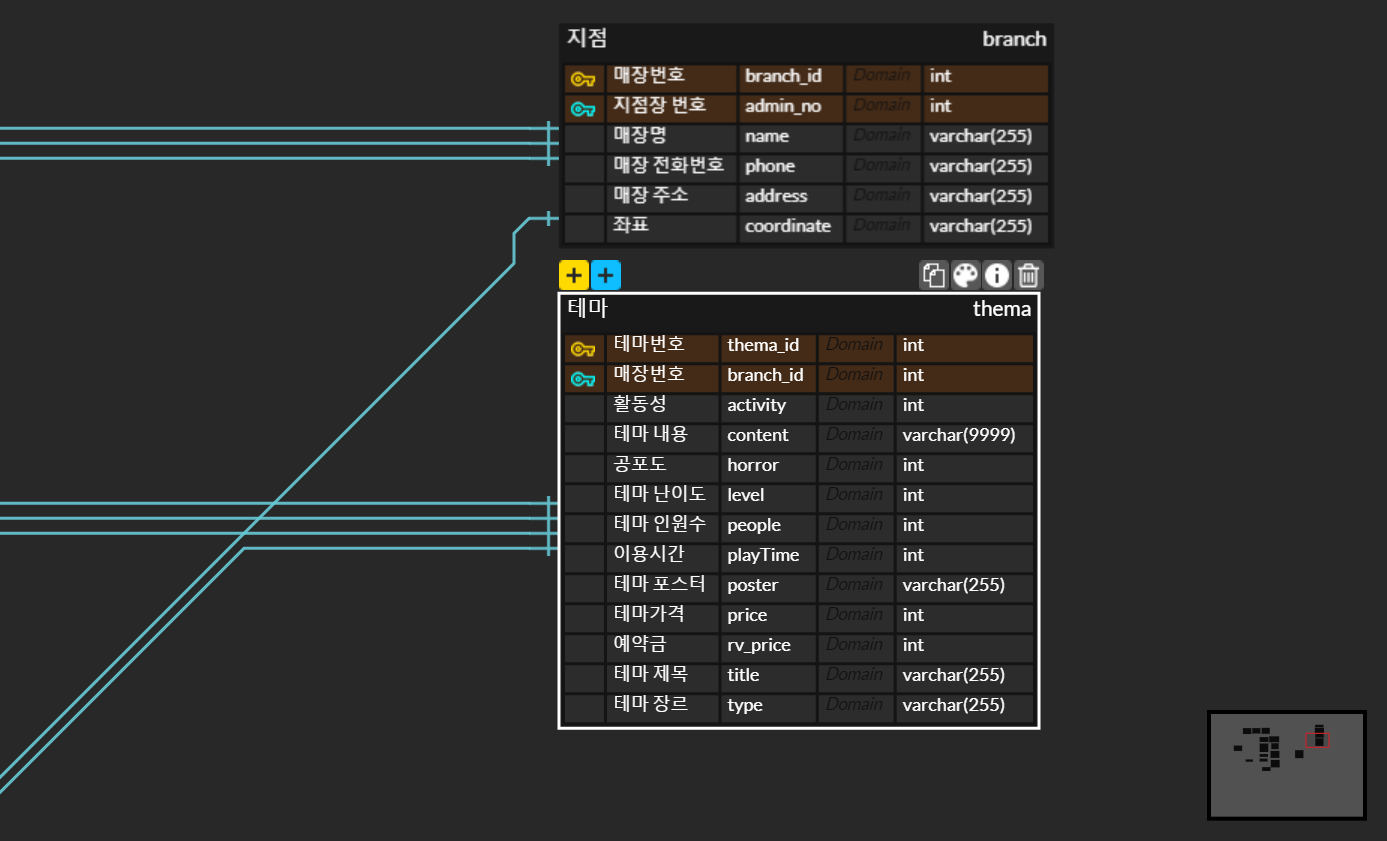 지점 branch
매장번호 branch_id Domain int
지점장 번호 admin_no Domain int
매장명 name Domain varchar(255)
매장 전화번호 phone Domain varchar(255)
매장 주소 address Domain varchar(255)
좌표 coordinate Domain varchar(255)
테마 thema
테마번호 thema_id Domain int
매장번호 branch_id Domain int
활동성 activity Domain int
테마 내용 content Domain varchar(9999)
공포도 horror Domain int
테마 난이도 level Domain int
테마 인원수 people Domain int
이용시간 playTime Domain int
테마 포스터 poster Domain varchar(255)
테마가격 price Domain int
예약금 rv_price Domain int
테마 제목 title Domain varchar(255)
테마 장르 type Domain varchar(255)